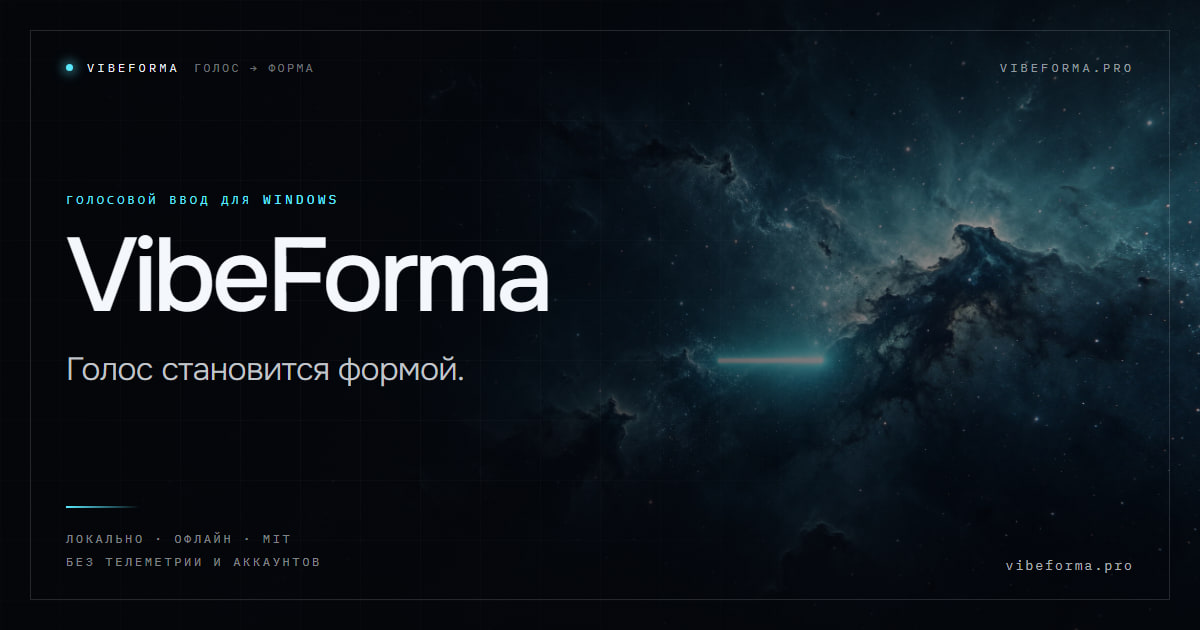 VIBEFORMA ГОЛОС → ФОРМА
VIBEFORMA.PRO
ГОЛОСОВОЙ ВВОД ДЛЯ WINDOWS
VibeForma
Голос становится формой.
ЛОКАЛЬНО · ОФЛАЙН · MIT
БЕЗ ТЕЛЕМЕТРИИ И АККАУНТОВ
vibeforma.pro